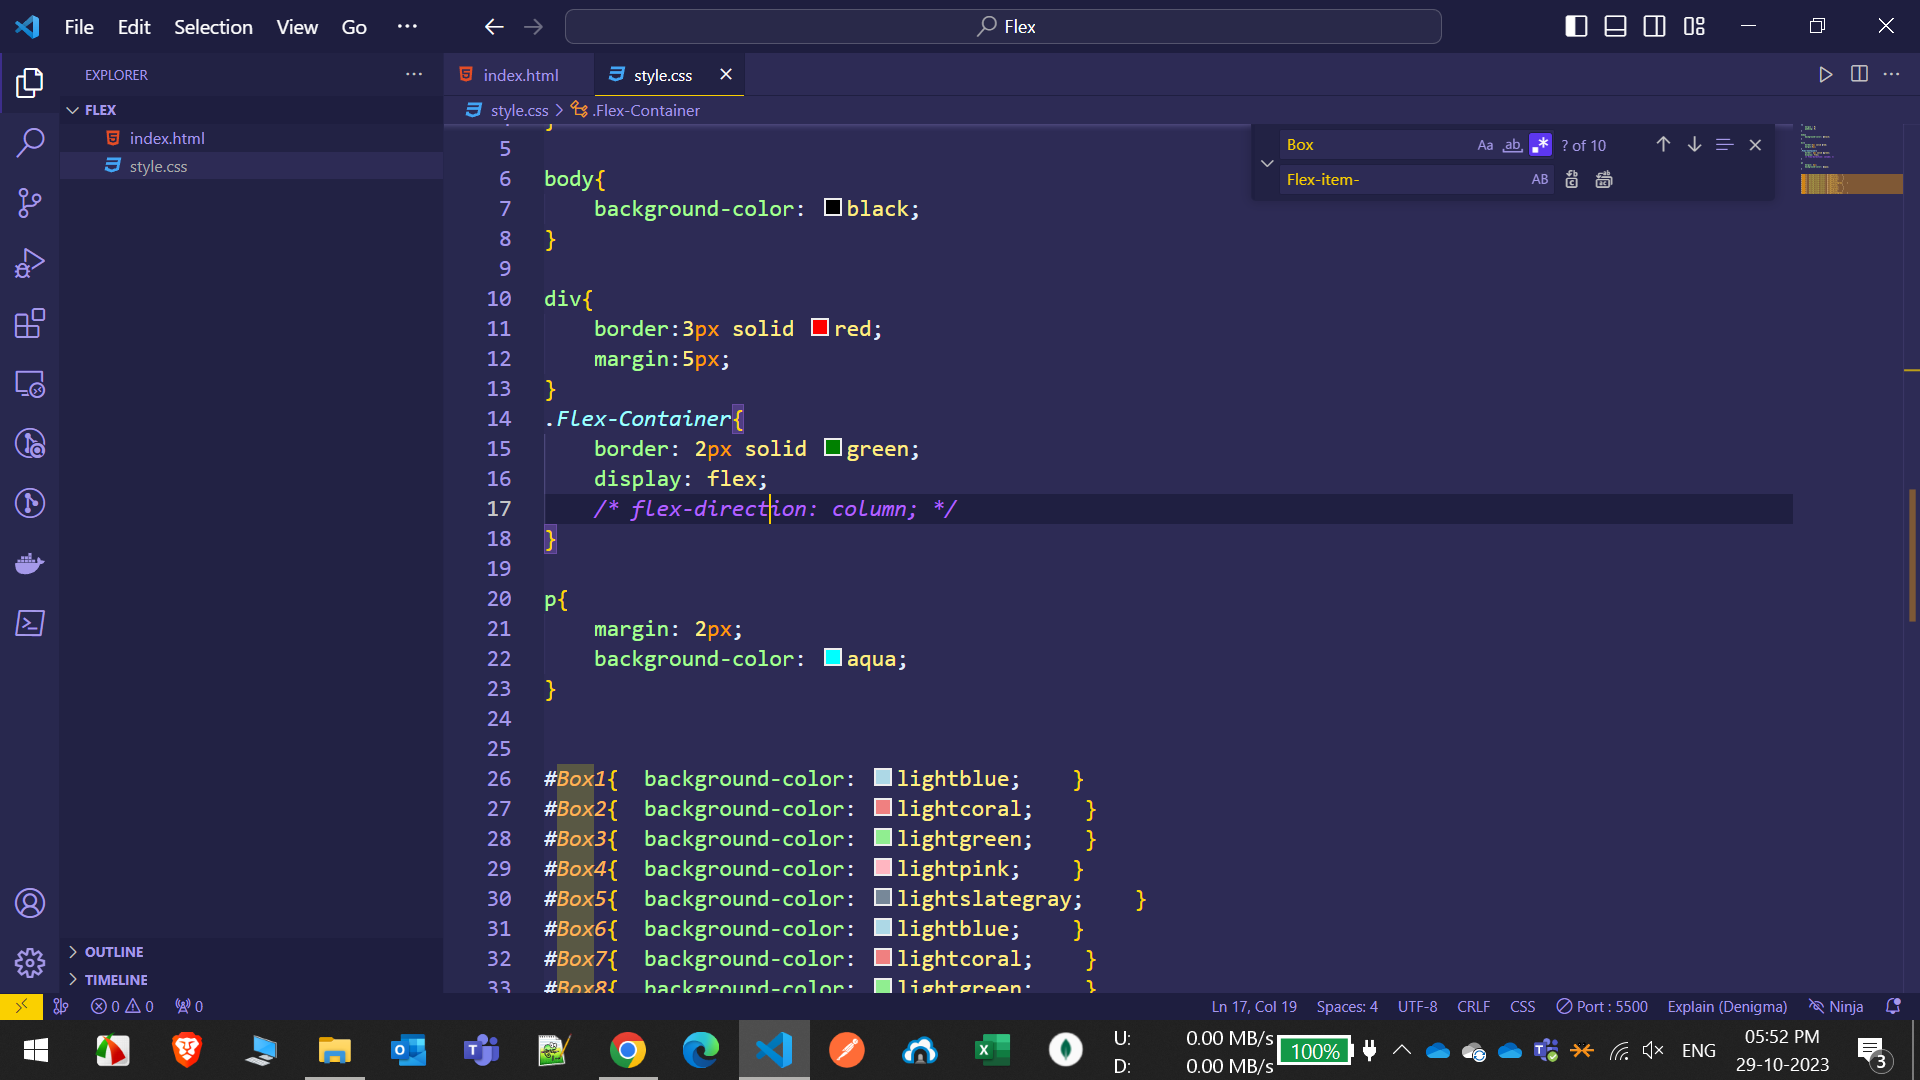 File Edit Selection View Go ··· Flex
EXPLORER ···
FLEX
index.html
style.css
OUTLINE
TIMELINE
index.html style.css
style.css > .Flex-Container
Box Aa ab .* ? of 10
Flex-item- AB
5
6 body{
7 background-color: black;
8 }
9
10 div{
11 border:3px solid red;
12 margin:5px;
13 }
14 .Flex-Container{
15 border: 2px solid green;
16 display: flex;
17 /* flex-direction: column; */
18 }
19
20 p{
21 margin: 2px;
22 background-color: aqua;
23 }
24
25
26 #Box1{ background-color: lightblue; }
27 #Box2{ background-color: lightcoral; }
28 #Box3{ background-color: lightgreen; }
29 #Box4{ background-color: lightpink; }
30 #Box5{ background-color: lightslategray; }
31 #Box6{ background-color: lightblue; }
32 #Box7{ background-color: lightcoral; }
33 #Box8{ background-color: lightgreen; }
0 0 0 Ln 17, Col 19 Spaces: 4 UTF-8 CRLF CSS Port : 5500 Explain (Denigma) Ninja
U: 0.00 MB/s
D: 0.00 MB/s
100%
ENG
05:52 PM
29-10-2023
3